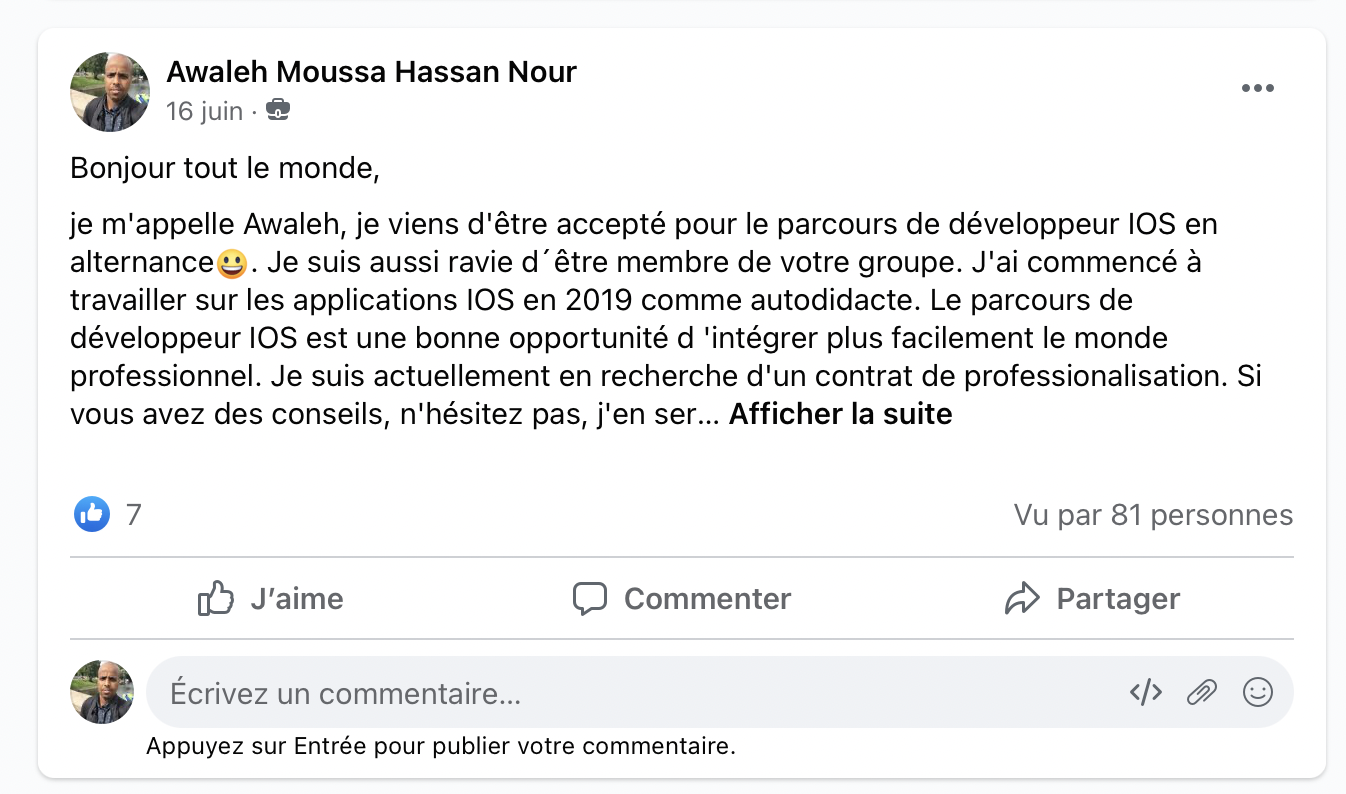 Awaleh Moussa Hassan Nour
16 juin ·
Bonjour tout le monde,
je m'appelle Awaleh, je viens d'être accepté pour le parcours de développeur IOS en
alternance😃. Je suis aussi ravie d´être membre de votre groupe. J'ai commencé à
travailler sur les applications IOS en 2019 comme autodidacte. Le parcours de
développeur IOS est une bonne opportunité d 'intégrer plus facilement le monde
professionnel. Je suis actuellement en recherche d'un contrat de professionalisation. Si
vous avez des conseils, n'hésitez pas, j'en ser... Afficher la suite
7 Vu par 81 personnes
J’aime Commenter Partager
Écrivez un commentaire...
Appuyez sur Entrée pour publier votre commentaire.